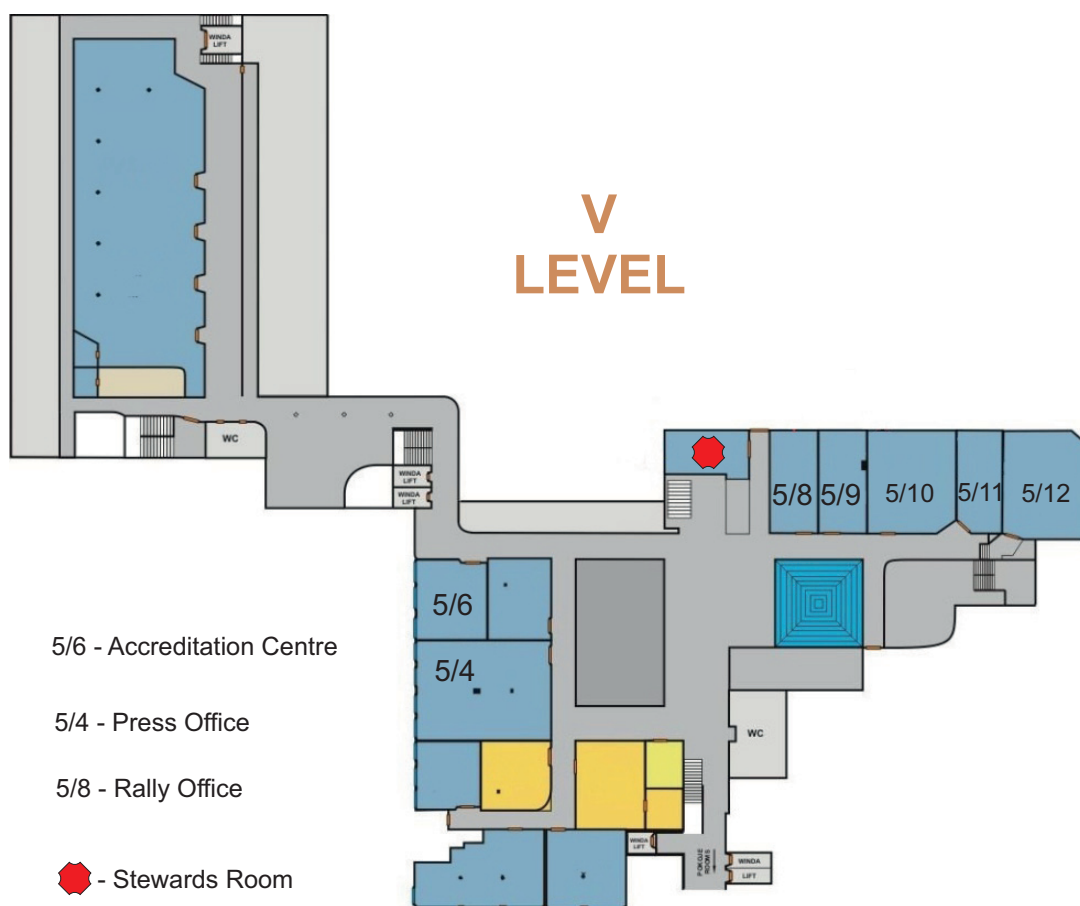 WINDA
LIFT
V
LEVEL
WC
WINDA
LIFT
WINDA
LIFT
5/8
5/9
5/10
5/11
5/12
5/6
5/4
5/6 - Accreditation Centre
5/4 - Press Office
5/8 - Rally Office
- Stewards Room
WC
WINDA
LIFT
POKOJE
ROOMS
WINDA
LIFT